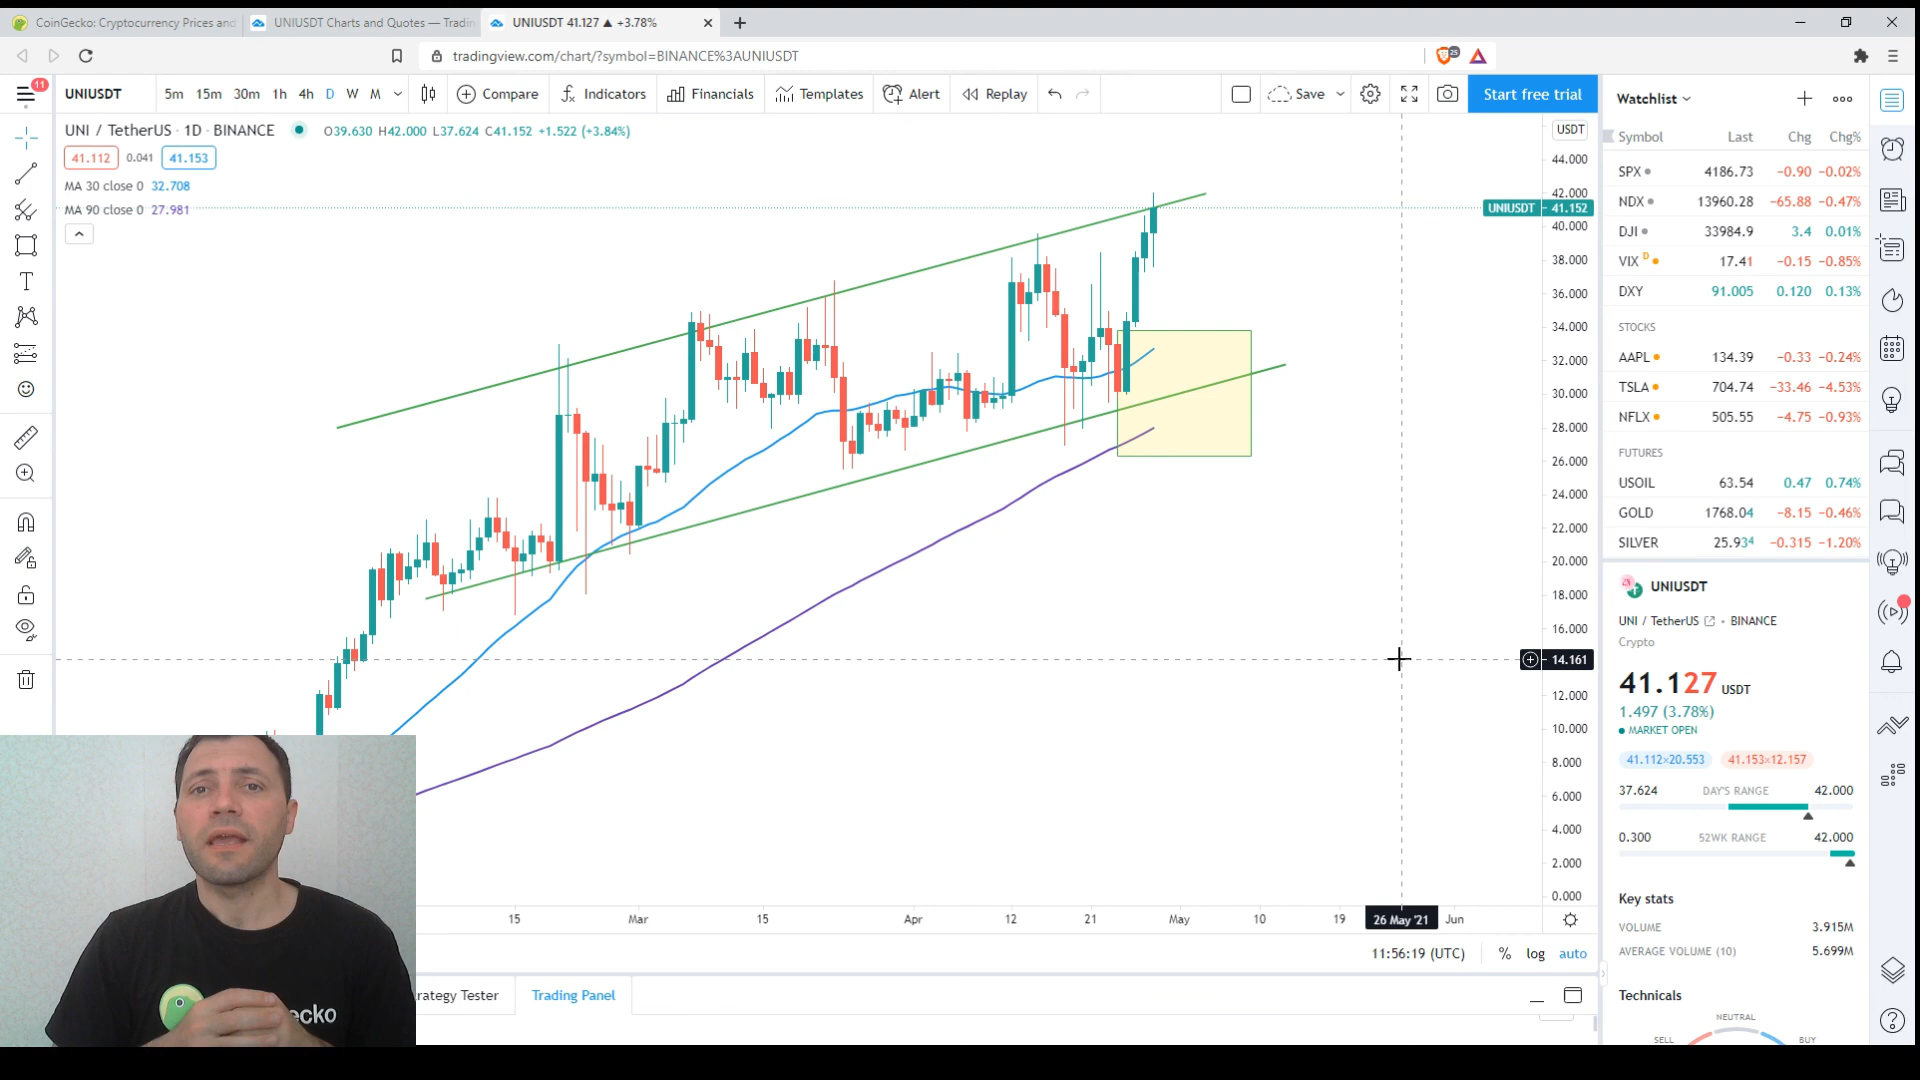 CoinGecko: Cryptocurrency Prices and
UNIUSDT Charts and Quotes — Tradin
UNIUSDT 41.127 ▲ +3.78%
tradingview.com/chart/?symbol=BINANCE%3AUNIUSDT
25
11
UNIUSDT 5m 15m 30m 1h 4h D W M Compare Indicators Financials Templates Alert Replay Save Start free trial
UNI / TetherUS · 1D · BINANCE O39.630 H42.000 L37.624 C41.152 +1.522 (+3.84%)
41.112 0.041 41.153
MA 30 close 0 32.708
MA 90 close 0 27.981
USDT
44.000
42.000
UNIUSDT 41.152
40.000
38.000
36.000
34.000
32.000
30.000
28.000
26.000
24.000
22.000
20.000
18.000
16.000
14.161
12.000
10.000
8.000
6.000
4.000
2.000
0.000
15 Mar 15 Apr 12 21 May 10 19 26 May '21 Jun
11:56:19 (UTC) % log auto
rategy Tester Trading Panel
Watchlist
Symbol Last Chg Chg%
SPX 4186.73 −0.90 −0.02%
NDX 13960.28 −65.88 −0.47%
DJI 33984.9 3.4 0.01%
VIX D 17.41 −0.15 −0.85%
DXY 91.005 0.120 0.13%
STOCKS
AAPL 134.39 −0.33 −0.24%
TSLA 704.74 −33.46 −4.53%
NFLX 505.55 −4.75 −0.93%
FUTURES
USOIL 63.54 0.47 0.74%
GOLD 1768.04 −8.15 −0.46%
SILVER 25.934 −0.315 −1.20%
UNIUSDT
UNI / TetherUS • BINANCE
Crypto
41.127 USDT
1.497 (3.78%)
MARKET OPEN
41.112×20.553 41.153×12.157
37.624 DAY'S RANGE 42.000
0.300 52WK RANGE 42.000
Key stats
VOLUME 3.915M
AVERAGE VOLUME (10) 5.699M
Technicals
NEUTRAL
SELL BUY
ecko